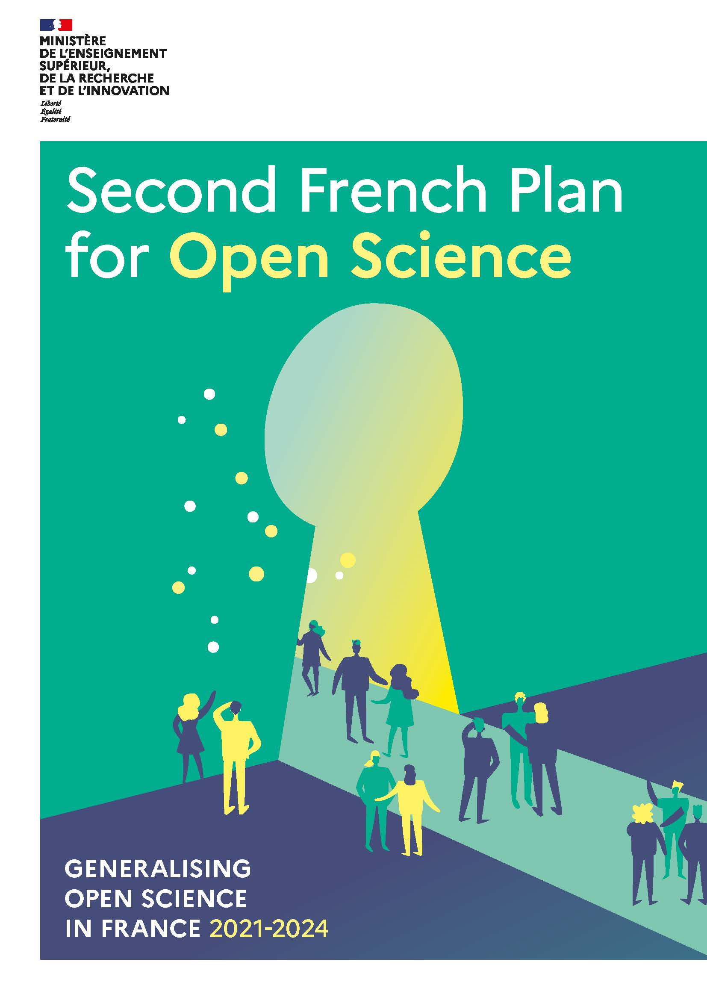 MINISTÈRE
DE L'ENSEIGNEMENT
SUPÉRIEUR,
DE LA RECHERCHE
ET DE L'INNOVATION
Liberté
Égalité
Fraternité
Second French Plan
for Open Science
GENERALISING
OPEN SCIENCE
IN FRANCE 2021-2024